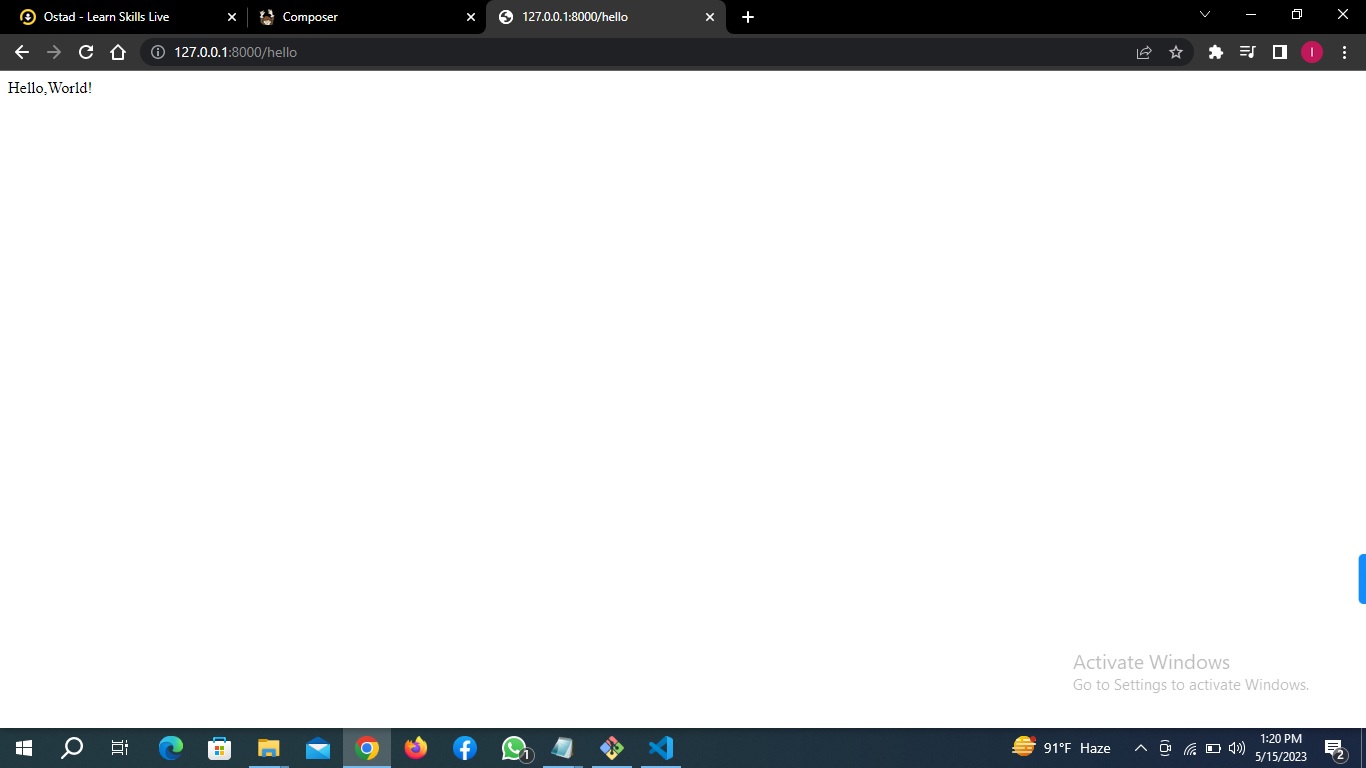 Ostad - Learn Skills Live
Composer
127.0.0.1:8000/hello
127.0.0.1:8000/hello
I
Hello,World!
Activate Windows
Go to Settings to activate Windows.
1
91°F Haze
1:20 PM
5/15/2023
2